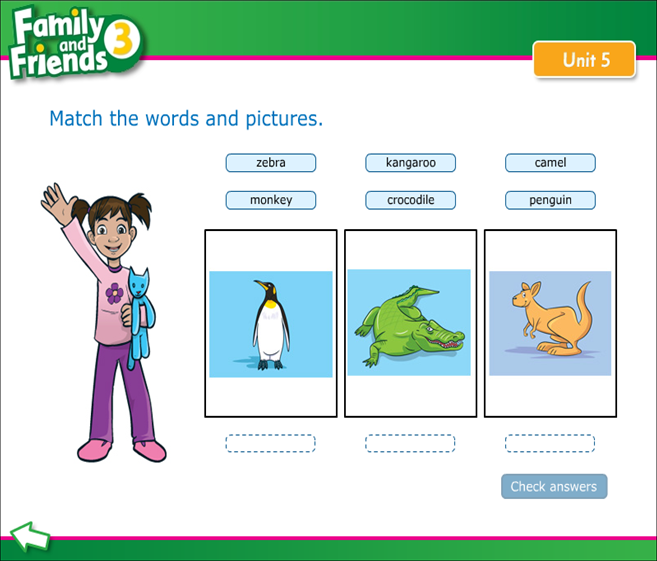 Family
and
Friends 3
Unit 5
Match the words and pictures.
zebra kangaroo camel
monkey crocodile penguin
Check answers